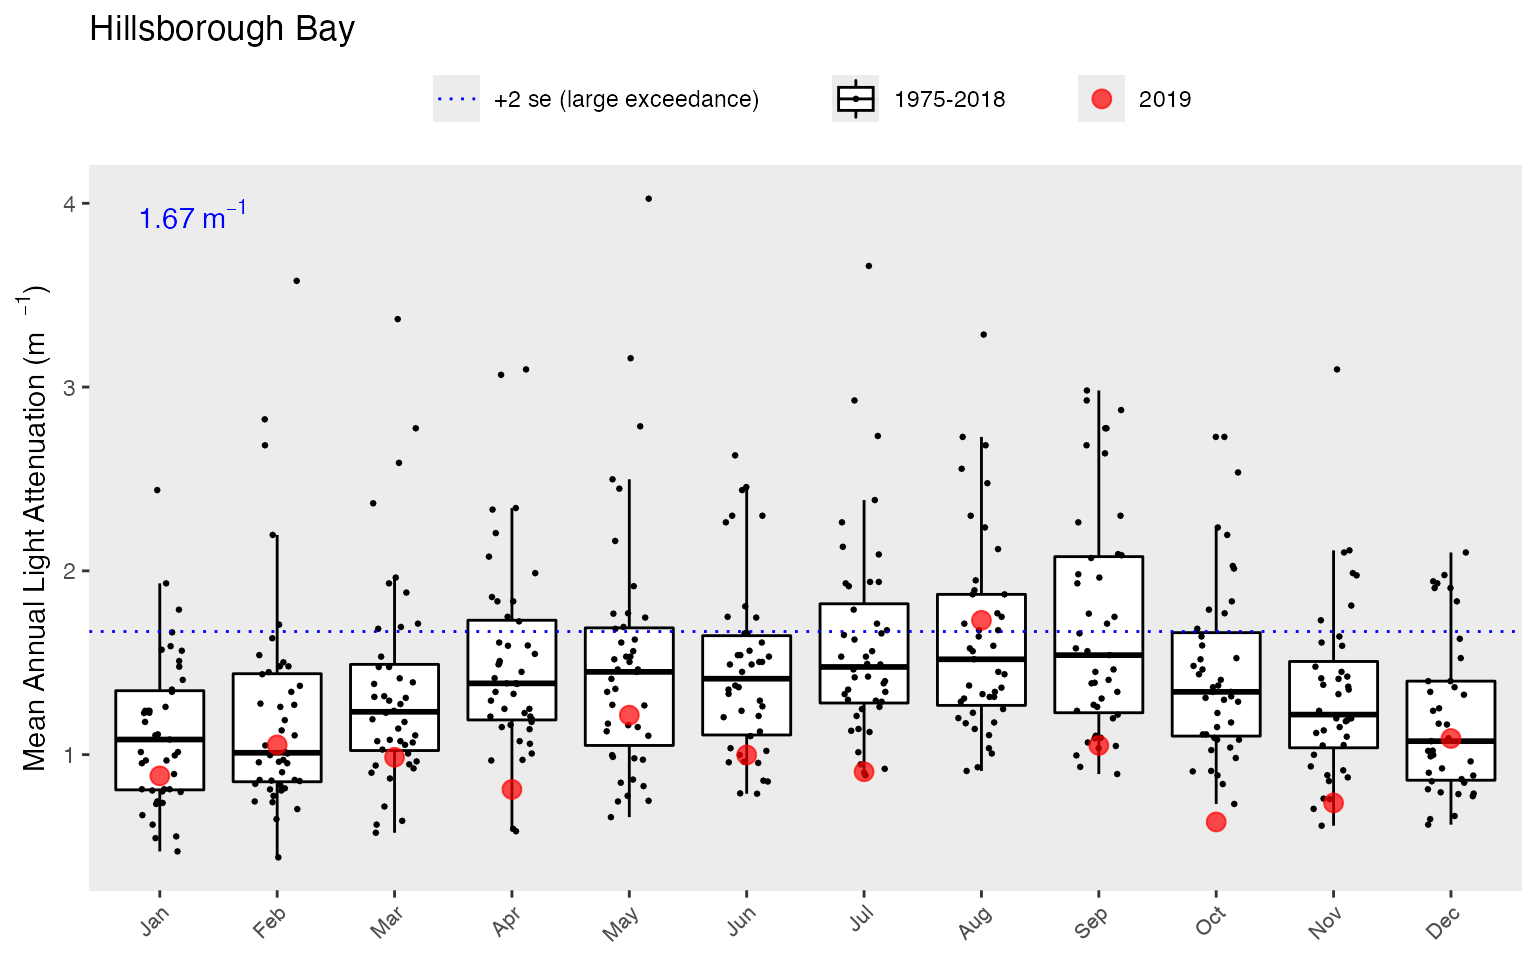 Hillsborough Bay
+2 se (large exceedance) 1975-2018 2019
Mean Annual Light Attenuation (m⁻¹)
1.67 m⁻¹
4
3
2
1
Jan Feb Mar Apr May Jun Jul Aug Sep Oct Nov Dec